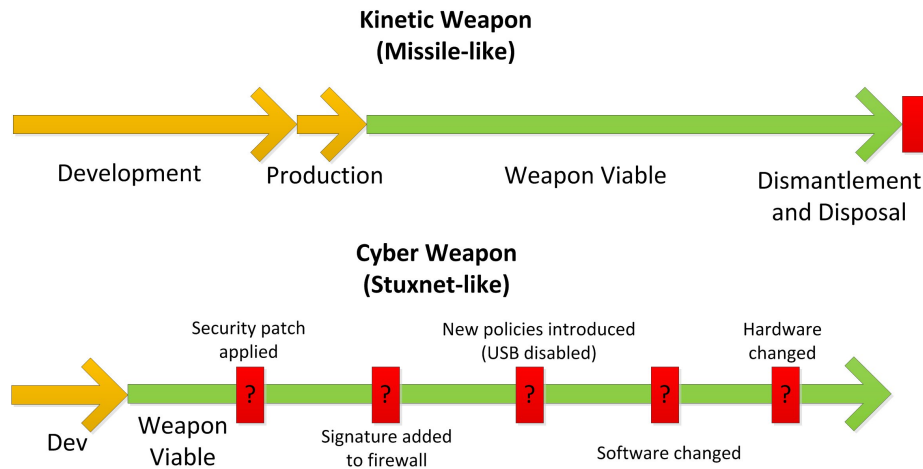 Kinetic Weapon
(Missile-like)
Development
Production
Weapon Viable
Dismantlement
and Disposal
Cyber Weapon
(Stuxnet-like)
Security patch
applied
New policies introduced
(USB disabled)
Hardware
changed
?
?
?
?
?
Dev
Weapon
Viable
Signature added
to firewall
Software changed